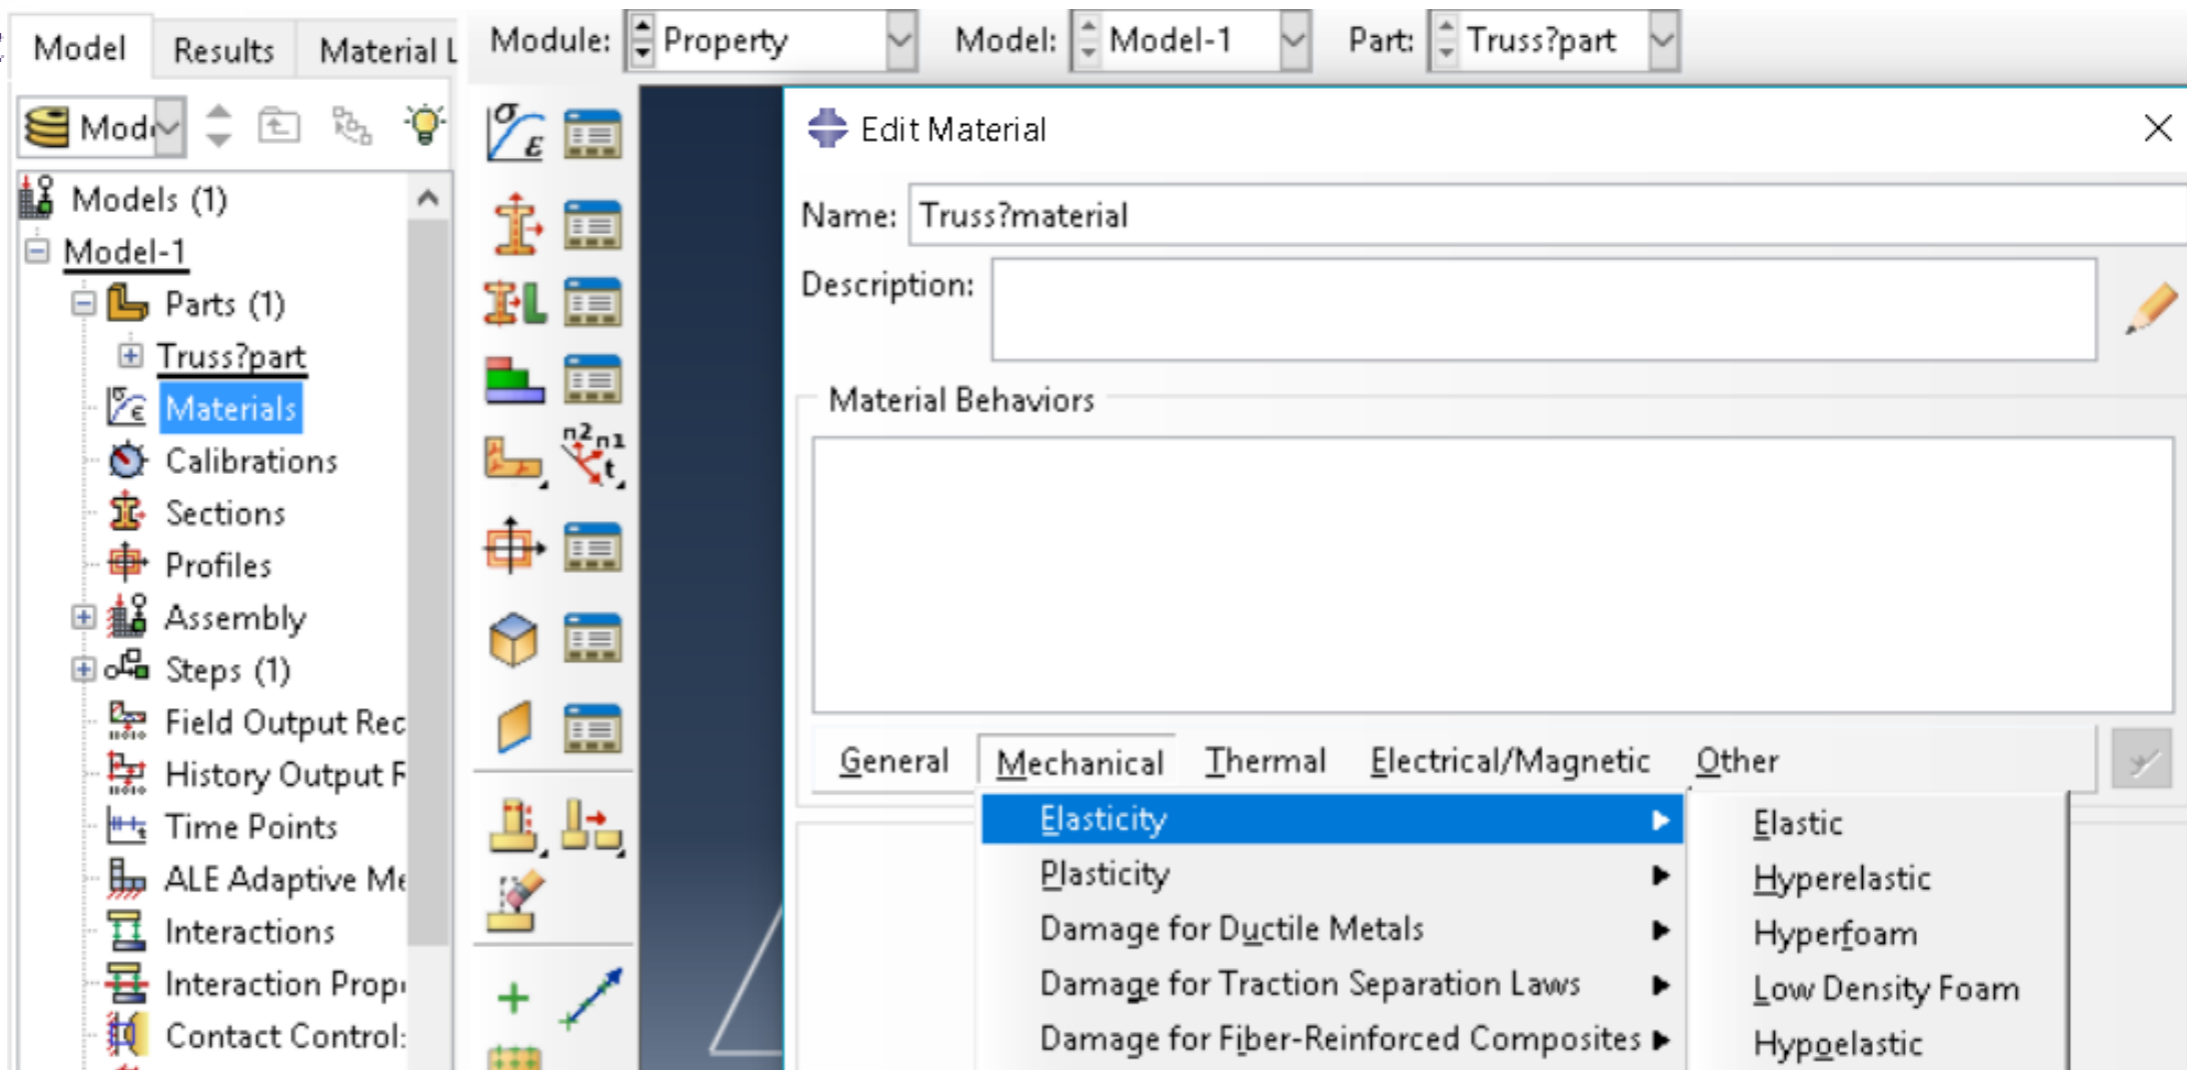 Model Results Material L
Module: Property Model: Model-1 Part: Truss?part
Mod
Models (1)
Model-1
Parts (1)
Truss?part
Materials
Calibrations
Sections
Profiles
Assembly
Steps (1)
Field Output Rec
History Output
Time Points
ALE Adaptive Me
Interactions
Interaction Prop
Contact Control
σ
ε
n2 n1
t
Edit Material
Name: Truss?material
Description:
Material Behaviors
General Mechanical Thermal Electrical/Magnetic Other
Elasticity
Plasticity
Damage for Ductile Metals
Damage for Traction Separation Laws
Damage for Fiber-Reinforced Composites
Elastic
Hyperelastic
Hyperfoam
Low Density Foam
Hypoelastic